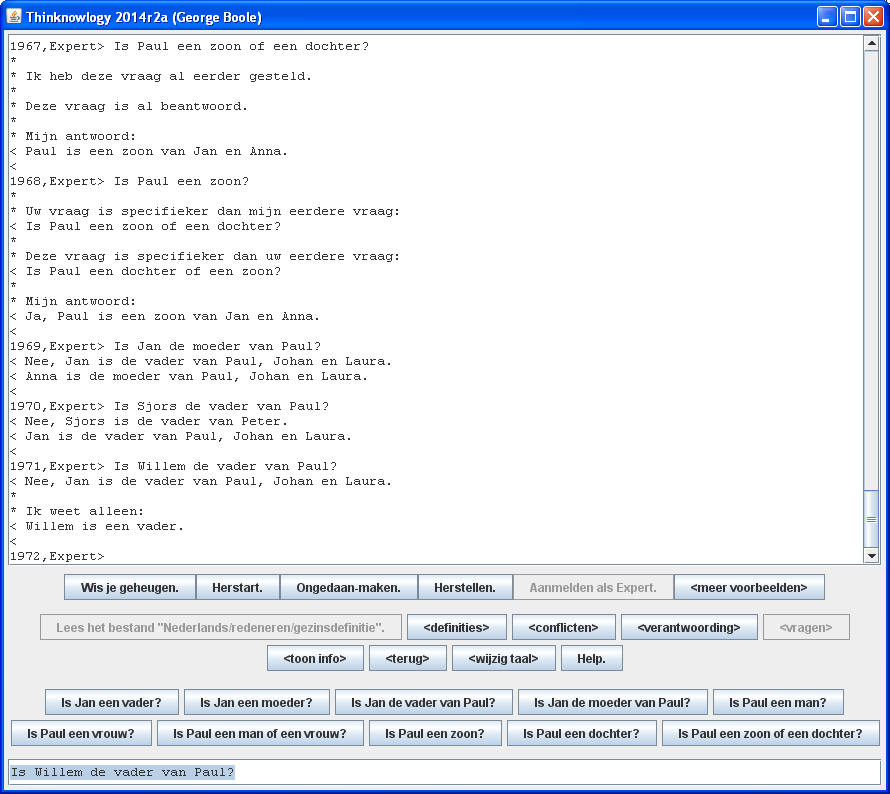 Thinknowlogy 2014r2a (George Boole)
1967,Expert> Is Paul een zoon of een dochter?
*
* Ik heb deze vraag al eerder gesteld.
*
* Deze vraag is al beantwoord.
*
* Mijn antwoord:
< Paul is een zoon van Jan en Anna.
<
1968,Expert> Is Paul een zoon?
*
* Uw vraag is specifieker dan mijn eerdere vraag:
< Is Paul een zoon of een dochter?
*
* Deze vraag is specifieker dan uw eerdere vraag:
< Is Paul een dochter of een zoon?
*
* Mijn antwoord:
< Ja, Paul is een zoon van Jan en Anna.
<
1969,Expert> Is Jan de moeder van Paul?
< Nee, Jan is de vader van Paul, Johan en Laura.
< Anna is de moeder van Paul, Johan en Laura.
<
1970,Expert> Is Sjors de vader van Paul?
< Nee, Sjors is de vader van Peter.
< Jan is de vader van Paul, Johan en Laura.
<
1971,Expert> Is Willem de vader van Paul?
< Nee, Jan is de vader van Paul, Johan en Laura.
*
* Ik weet alleen:
< Willem is een vader.
<
1972,Expert>
Wis je geheugen. Herstart. Ongedaan-maken. Herstellen. Aanmelden als Expert. <meer voorbeelden>
Lees het bestand "Nederlands/redeneren/gezinsdefinitie". <definities> <conflicten> <verantwoording> <vragen>
<toon info> <terug> <wijzig taal> Help.
Is Jan een vader? Is Jan een moeder? Is Jan de vader van Paul? Is Jan de moeder van Paul? Is Paul een man?
Is Paul een vrouw? Is Paul een man of een vrouw? Is Paul een zoon? Is Paul een dochter? Is Paul een zoon of een dochter?
Is Willem de vader van Paul?